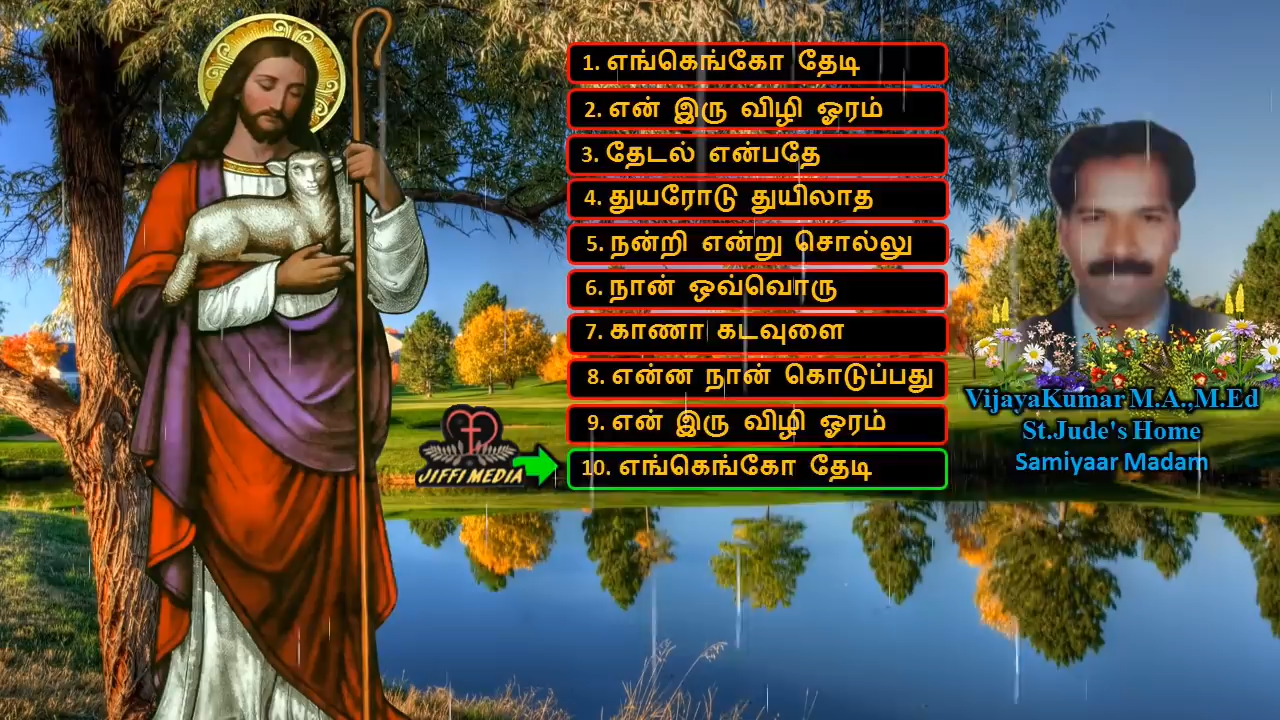 1. எங்கெங்கோ தேடி
2. என் இரு விழி ஓரம்
3. தேடல் என்பதே
4. துயரோடு துயிலாத
5. நன்றி என்று சொல்லு
6. நான் ஒவ்வொரு
7. காணா கடவுளை
8. என்ன நான் கொடுப்பது
9. என் இரு விழி ஓரம்
10. எங்கெங்கோ தேடி
JIFFI MEDIA
VijayaKumar M.A.,M.Ed
St.Jude's Home
Samiyaar Madam